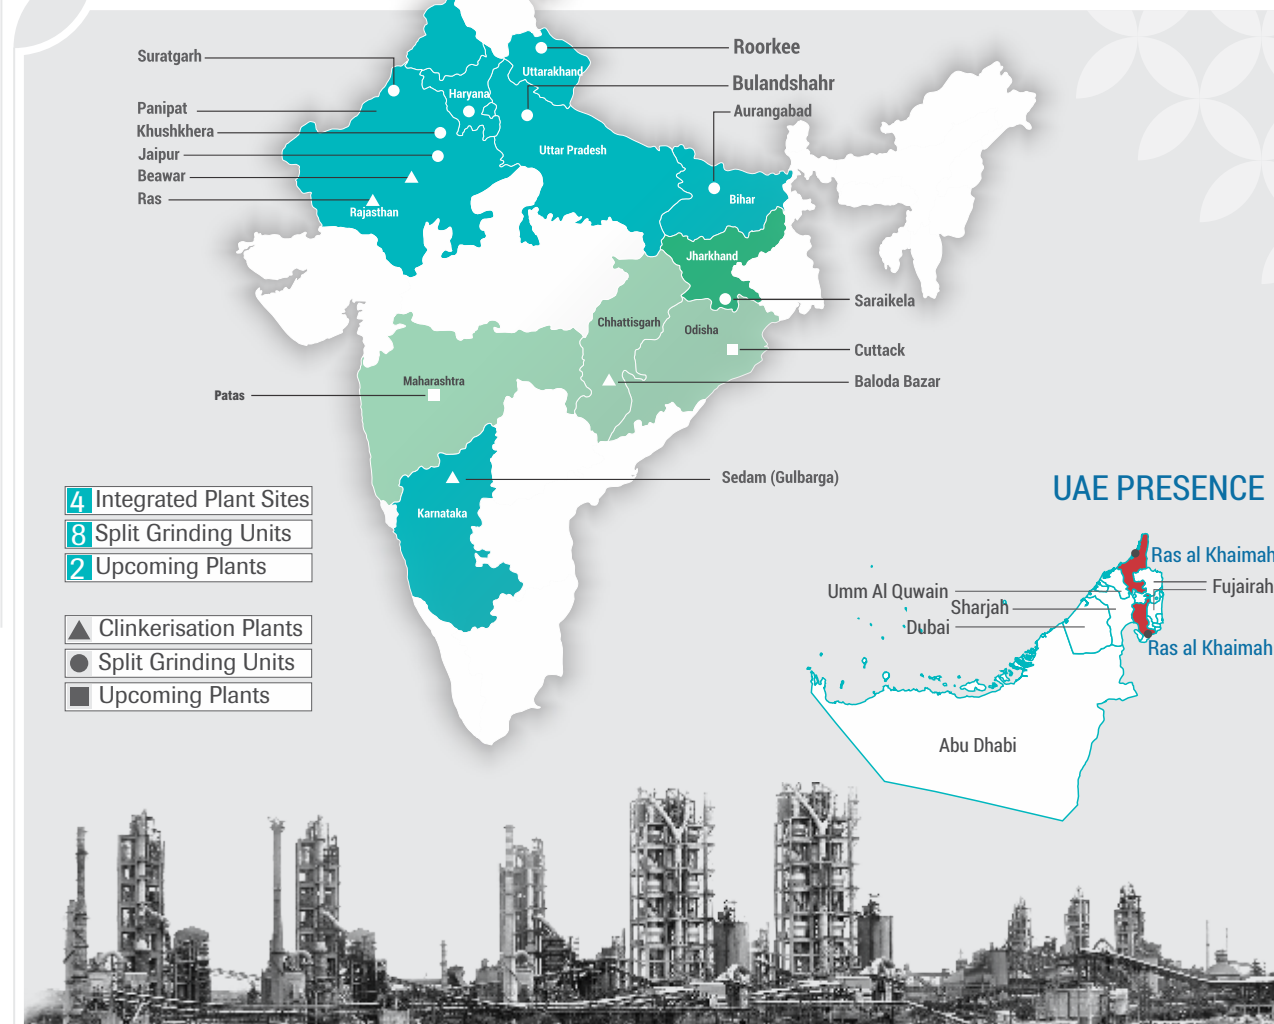 Suratgarh
Panipat
Khushkhera
Jaipur
Beawar
Ras
Roorkee
Bulandshahr
Aurangabad
Uttarakhand
Haryana
Uttar Pradesh
Bihar
Rajasthan
Jharkhand
Saraikela
Chhattisgarh
Odisha
Cuttack
Maharashtra
Baloda Bazar
Patas
Sedam (Gulbarga)
Karnataka
4 Integrated Plant Sites
8 Split Grinding Units
2 Upcoming Plants
Clinkerisation Plants
Split Grinding Units
Upcoming Plants
UAE PRESENCE
Ras al Khaimah
Umm Al Quwain
Fujairah
Sharjah
Dubai
Ras al Khaimah
Abu Dhabi